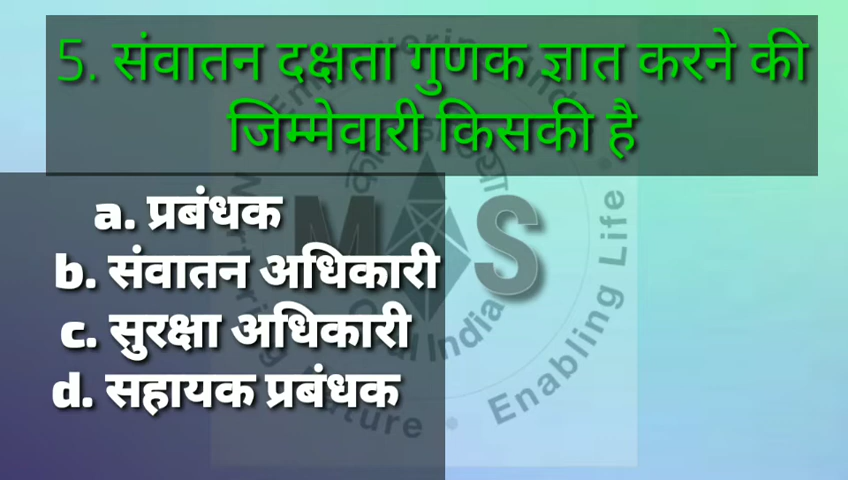 5. संवातन दक्षता गुणक ज्ञात करने की
जिम्मेवारी किसकी है
a. प्रबंधक
b. संवातन अधिकारी
c. सुरक्षा अधिकारी
d. सहायक प्रबंधक
Enabling Life